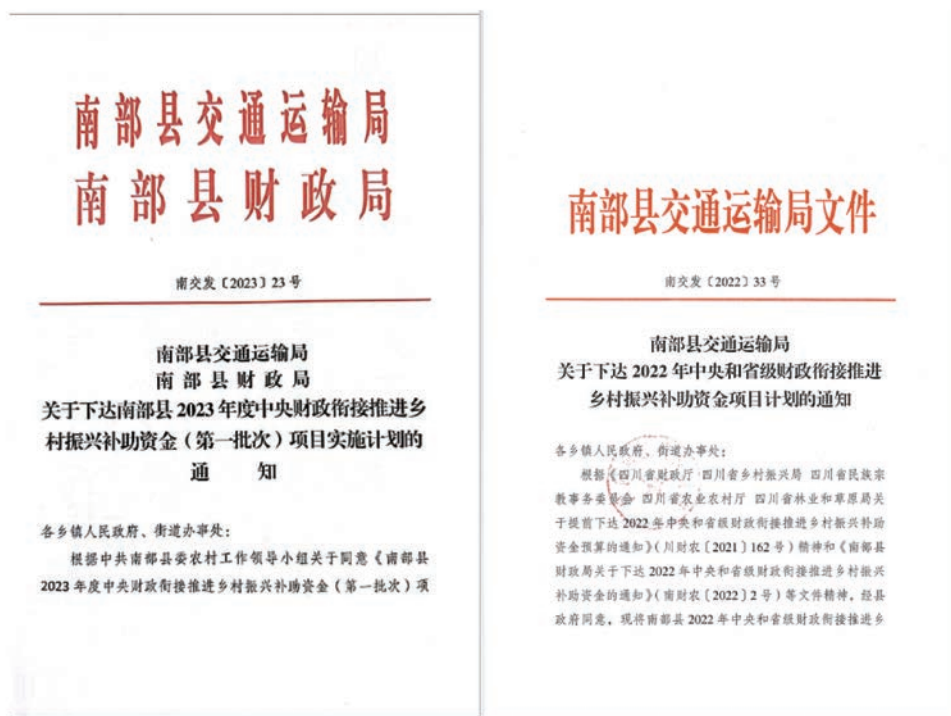 南部县交通运输局
南部县财政局
南交发〔2023〕23号
南部县交通运输局
南部县财政局
关于下达南部县2023年度中央财政衔接推进乡
村振兴补助资金（第一批次）项目实施计划的
通 知
各乡镇人民政府、街道办事处：
根据中共南部县委农村工作领导小组关于同意《南部县
2023年度中央财政衔接推进乡村振兴补助资金（第一批次）项
南部县交通运输局文件
南交发〔2022〕33号
南部县交通运输局
关于下达2022年中央和省级财政衔接推进
乡村振兴补助资金项目计划的通知
各乡镇人民政府、街道办事处：
根据《四川省财政厅 四川省乡村振兴局 四川省民族宗
教事务委员会 四川省农业农村厅 四川省林业和草原局关
于提前下达2022年中央和省级财政衔接推进乡村振兴补助
资金预算的通知》（川财农〔2021〕162号）精神和《南部县
财政局关于下达2022年中央和省级财政衔接推进乡村振兴
补助资金的通知》（南财农〔2022〕2号）等文件精神，经县
政府同意，现将南部县2022年中央和省级财政衔接推进乡